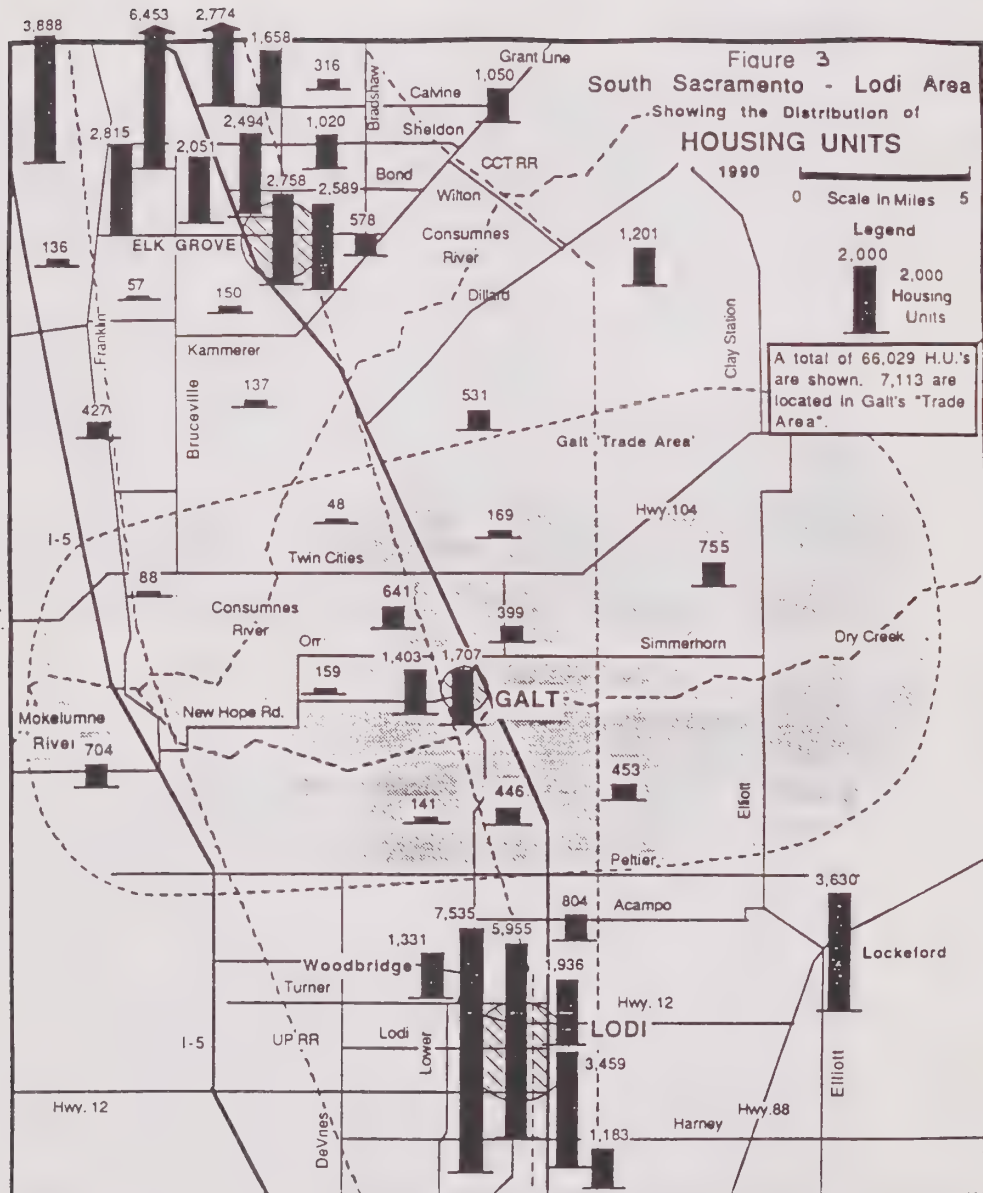 Figure 3
South Sacramento - Lodi Area
Showing the Distribution of
HOUSING UNITS
1990
0 Scale In Miles 5
Legend
2,000
2,000
Housing
Units
A total of 66,029 H.U.'s
are shown. 7,113 are
located in Galt's "Trade
Area".
3,888
6,453
2,774
1,658
316
Bradshaw
Grant Line
1,050
Calvine
2,815
2,051
2,494
1,020
Sheldon
CCT RR
Bond
Wilton
2,758
2,589
578
ELK GROVE
Consumnes
River
1,201
136
57
150
Dillard
Franklin
Kammerer
Clay Station
137
531
427
Bruceville
Galt 'Trade Area'
48
169
Hwy.104
I-5
Twin Cities
755
88
641
399
Consumnes
River
Orr
Simmerhorn
Dry Creek
159
1,403
1,707
GALT
New Hope Rd.
Mokelumne
River
704
453
141
446
Elliott
Peltier
7,535
Acampo
804
3,630
5,955
1,331
Woodbridge
1,936
Lockeford
Turner
Hwy. 12
LODI
UP RR
Lodi
Lower
I-5
3,459
Elliott
Hwy. 12
Hwy.88
DeVries
Harney
1,183